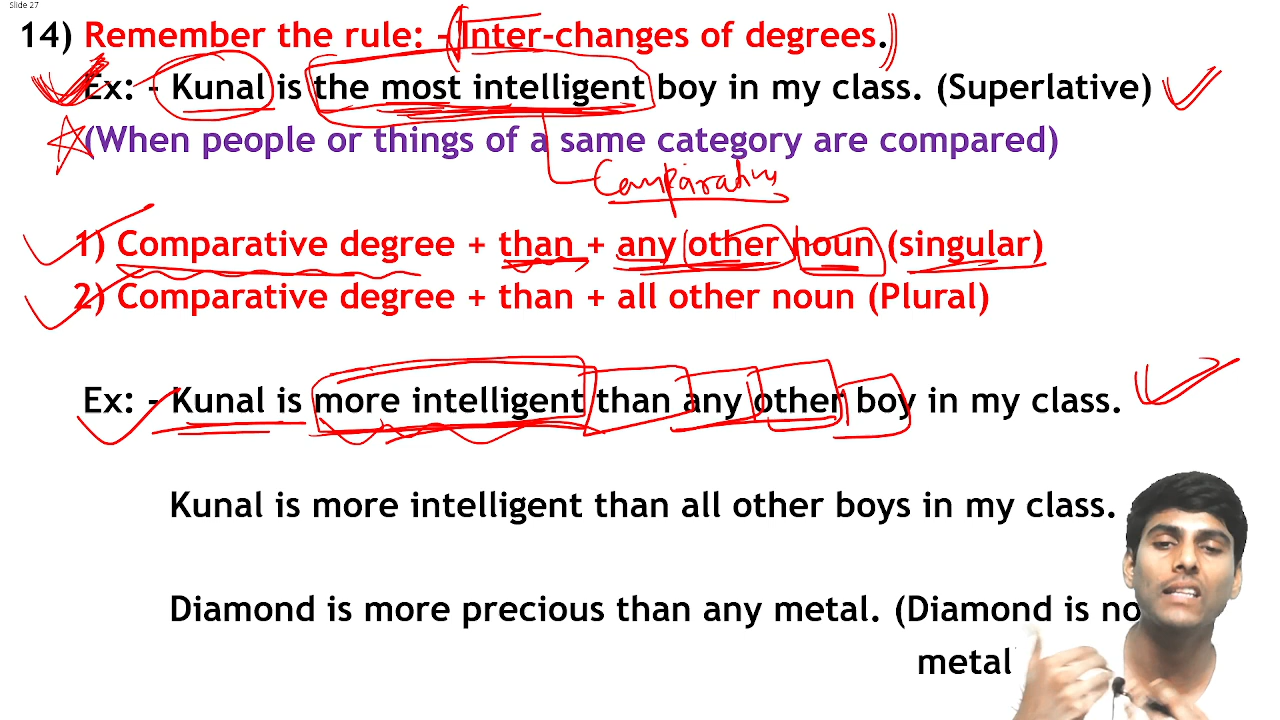 Slide 27
14) Remember the rule: - Inter-changes of degrees.
Ex: - Kunal is the most intelligent boy in my class. (Superlative)
(When people or things of a same category are compared)
Comparative
1) Comparative degree + than + any other noun (singular)
2) Comparative degree + than + all other noun (Plural)
Ex: - Kunal is more intelligent than any other boy in my class.
Kunal is more intelligent than all other boys in my class.
Diamond is more precious than any metal. (Diamond is no
metal